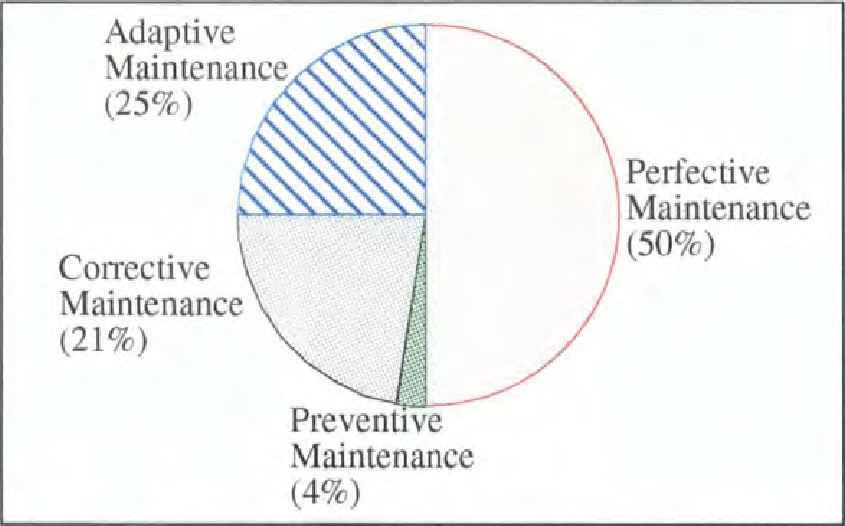 Adaptive
Maintenance
(25%)
Perfective
Maintenance
(50%)
Corrective
Maintenance
(21%)
Preventive
Maintenance
(4%)